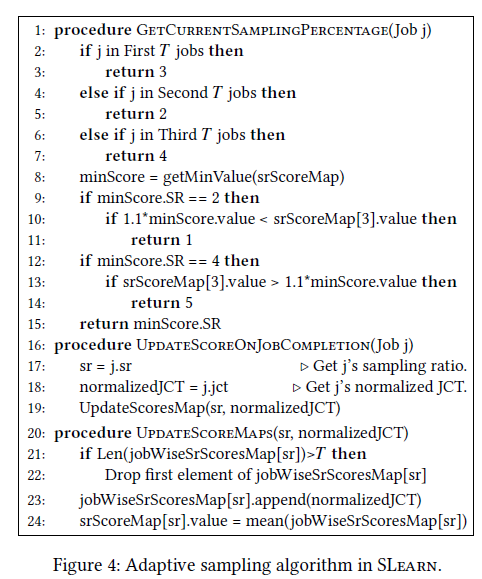 1: procedure GetCurrentSamplingPercentage(Job j)
2: if j in First T jobs then
3: return 3
4: else if j in Second T jobs then
5: return 2
6: else if j in Third T jobs then
7: return 4
8: minScore = getMinValue(srScoreMap)
9: if minScore.SR == 2 then
10: if 1.1*minScore.value < srScoreMap[3].value then
11: return 1
12: if minScore.SR == 4 then
13: if srScoreMap[3].value > 1.1*minScore.value then
14: return 5
15: return minScore.SR
16: procedure UpdateScoreOnJobCompletion(Job j)
17: sr = j.sr ▷ Get j's sampling ratio.
18: normalizedJCT = j.jct ▷ Get j's normalized JCT.
19: UpdateScoresMap(sr, normalizedJCT)
20: procedure UpdateScoreMaps(sr, normalizedJCT)
21: if Len(jobWiseSrScoresMap[sr])>T then
22: Drop first element of jobWiseSrScoresMap[sr]
23: jobWiseSrScoresMap[sr].append(normalizedJCT)
24: srScoreMap[sr].value = mean(jobWiseSrScoresMap[sr])
Figure 4: Adaptive sampling algorithm in SLearn.